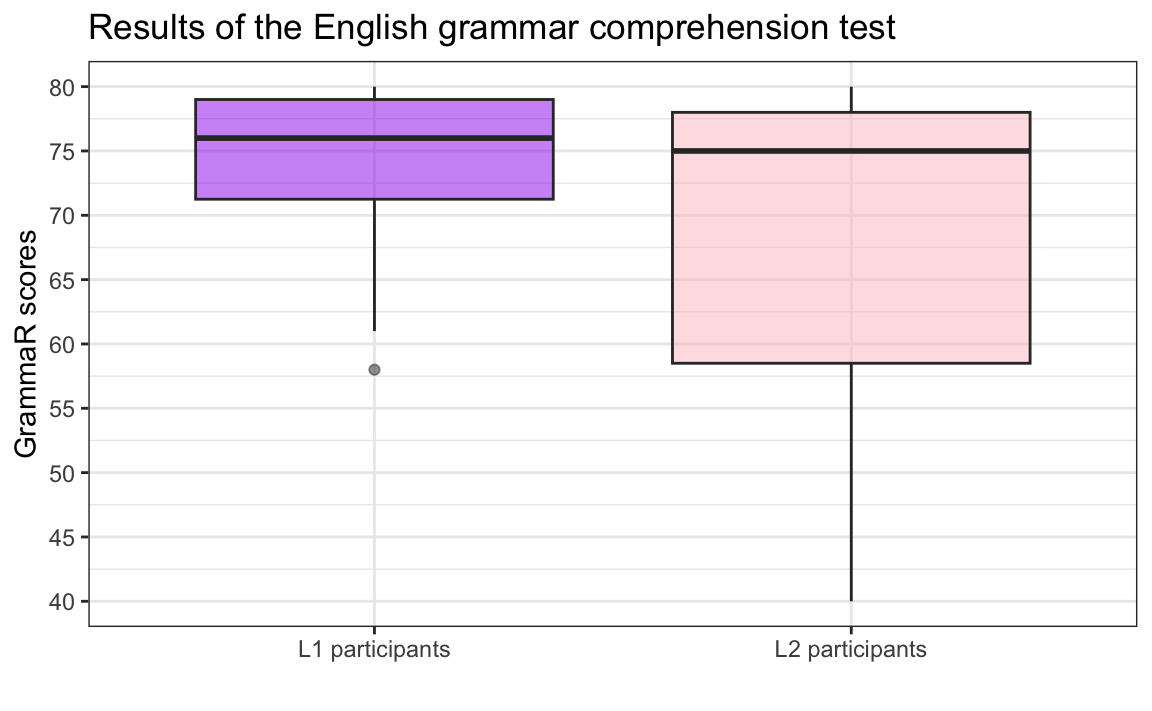 Results of the English grammar comprehension test
GrammaR scores
80
75
70
65
60
55
50
45
40
L1 participants
L2 participants